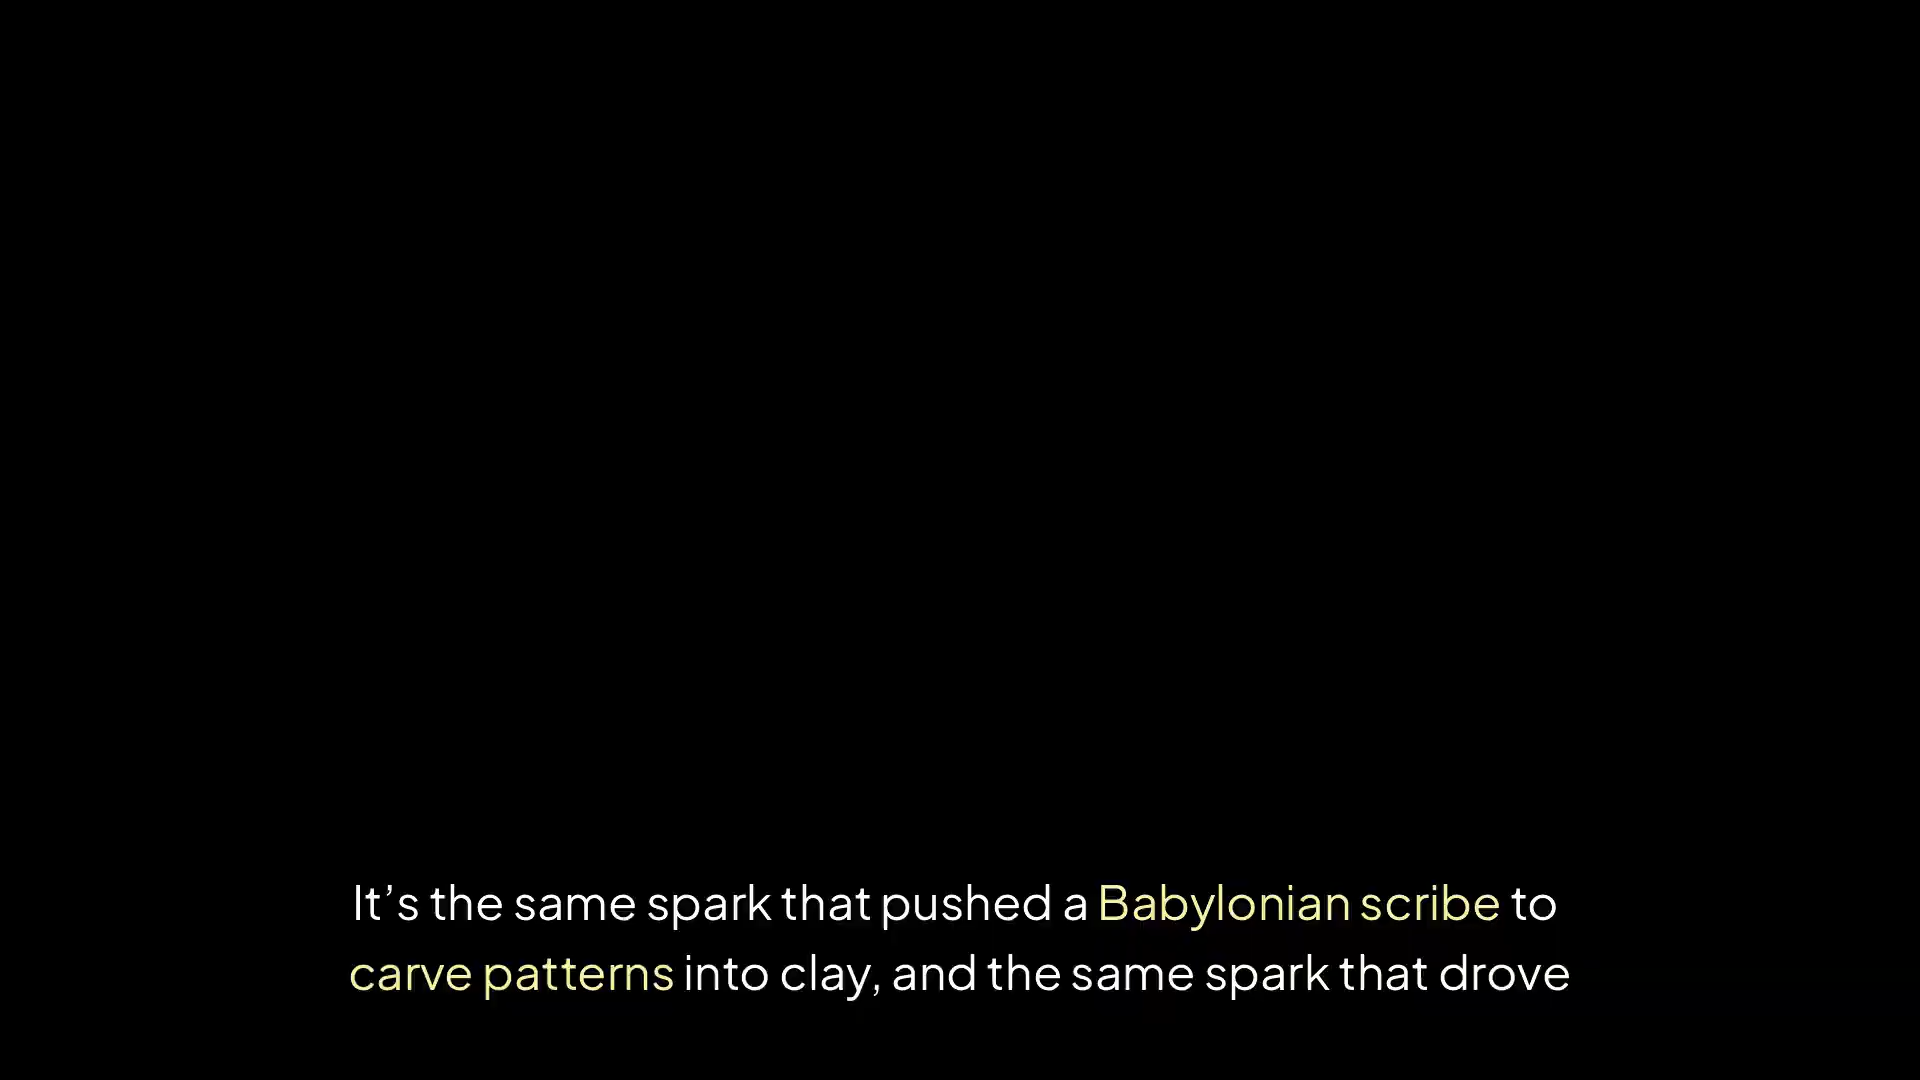 It’s the same spark that pushed a Babylonian scribe to
carve patterns into clay, and the same spark that drove